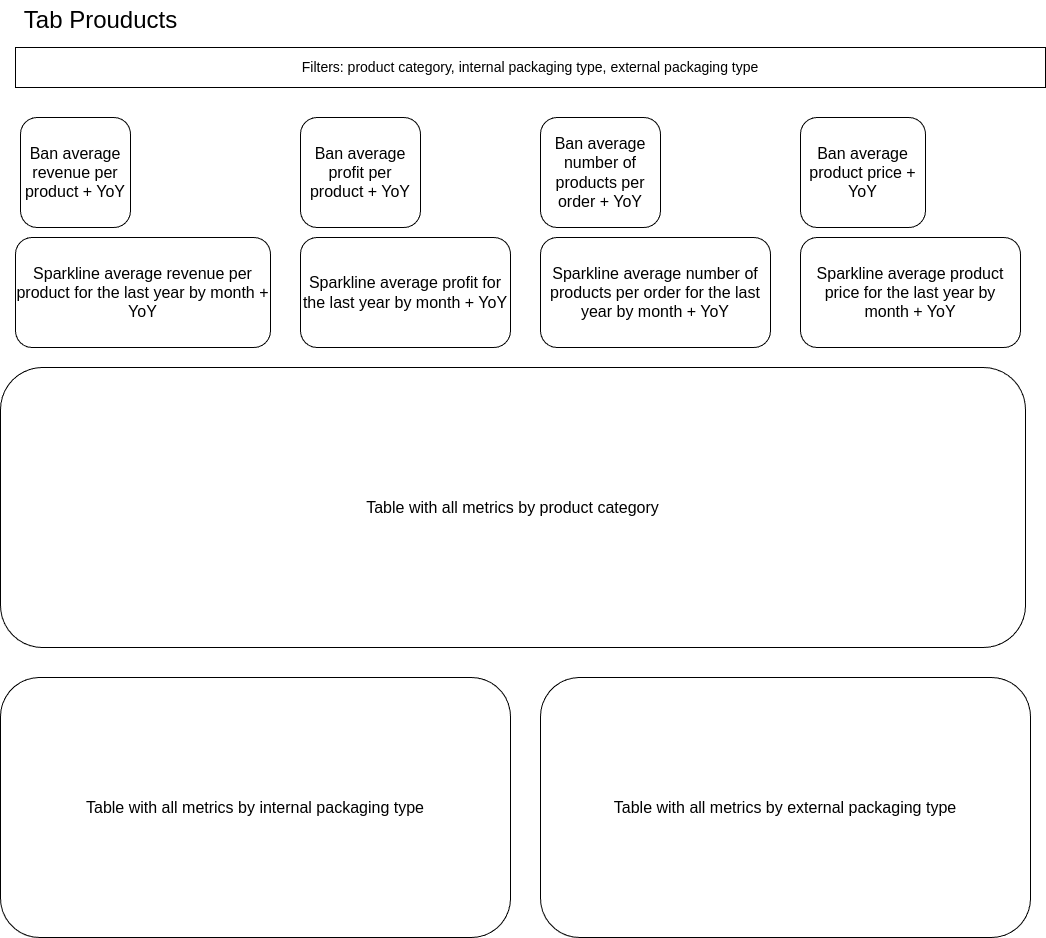 Tab Prouducts
Filters: product category, internal packaging type, external packaging type
Ban average
revenue per
product + YoY
Ban average
profit per
product + YoY
Ban average
number of
products per
order + YoY
Ban average
product price +
YoY
Sparkline average revenue per
product for the last year by month +
YoY
Sparkline average profit for
the last year by month + YoY
Sparkline average number of
products per order for the last
year by month + YoY
Sparkline average product
price for the last year by
month + YoY
Table with all metrics by product category
Table with all metrics by internal packaging type
Table with all metrics by external packaging type